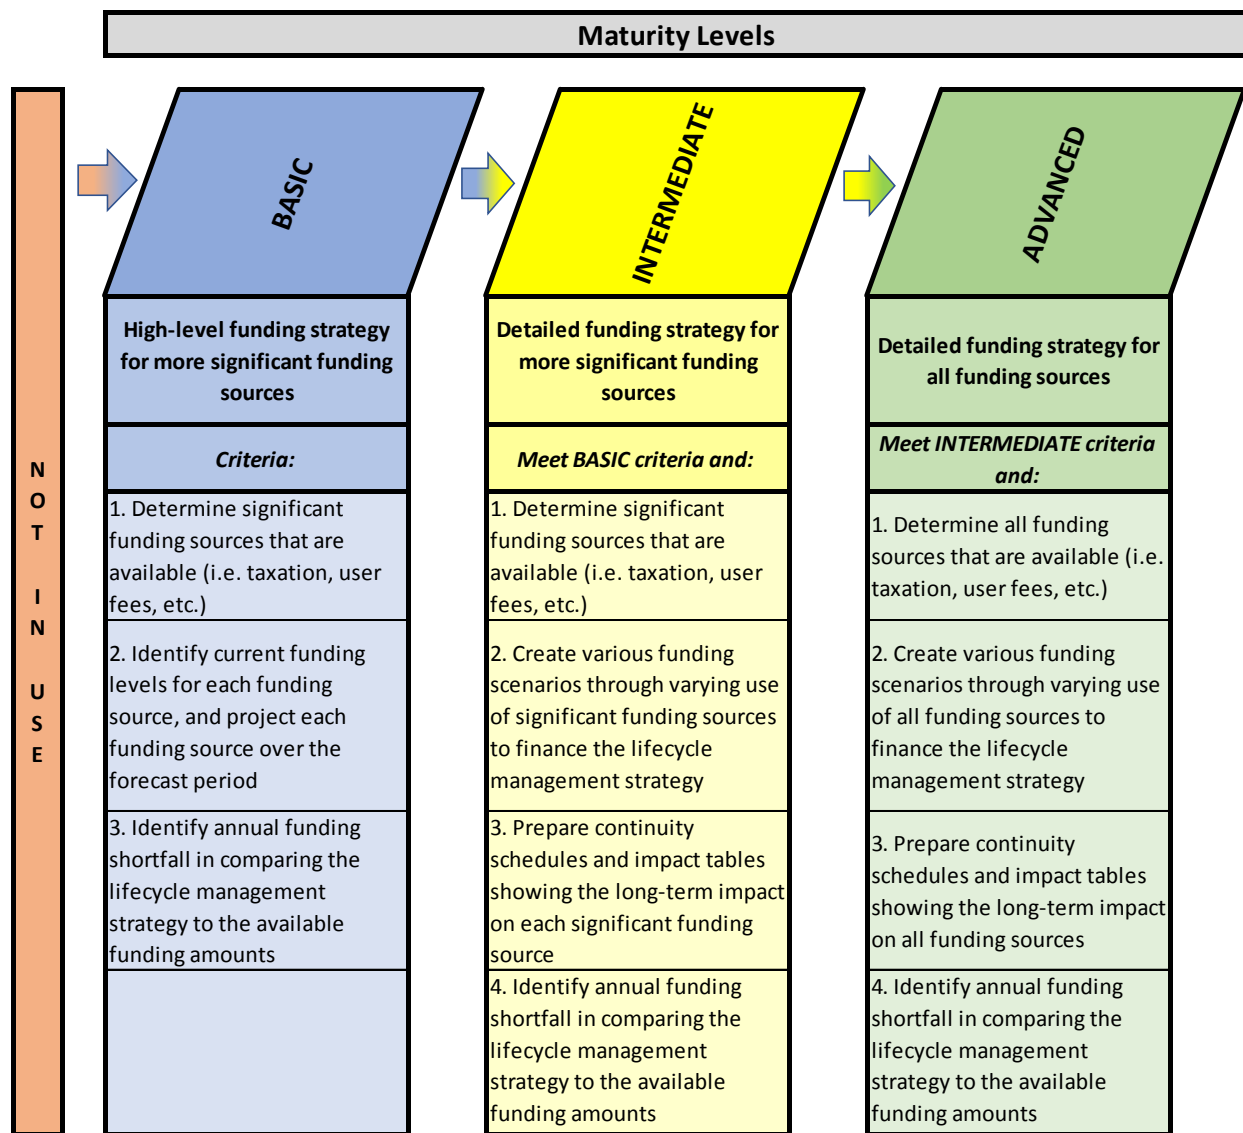 Maturity Levels
NOT IN USE
BASIC
High-level funding strategy
for more significant funding
sources
Criteria:
1. Determine significant
funding sources that are
available (i.e. taxation, user
fees, etc.)
2. Identify current funding
levels for each funding
source, and project each
funding source over the
forecast period
3. Identify annual funding
shortfall in comparing the
lifecycle management
strategy to the available
funding amounts
INTERMEDIATE
Detailed funding strategy for
more significant funding
sources
Meet BASIC criteria and:
1. Determine significant
funding sources that are
available (i.e. taxation, user
fees, etc.)
2. Create various funding
scenarios through varying use
of significant funding sources
to finance the lifecycle
management strategy
3. Prepare continuity
schedules and impact tables
showing the long-term impact
on each significant funding
source
4. Identify annual funding
shortfall in comparing the
lifecycle management
strategy to the available
funding amounts
ADVANCED
Detailed funding strategy for
all funding sources
Meet INTERMEDIATE criteria
and:
1. Determine all funding
sources that are available (i.e.
taxation, user fees, etc.)
2. Create various funding
scenarios through varying use
of all funding sources to
finance the lifecycle
management strategy
3. Prepare continuity
schedules and impact tables
showing the long-term impact
on all funding sources
4. Identify annual funding
shortfall in comparing the
lifecycle management
strategy to the available
funding amounts